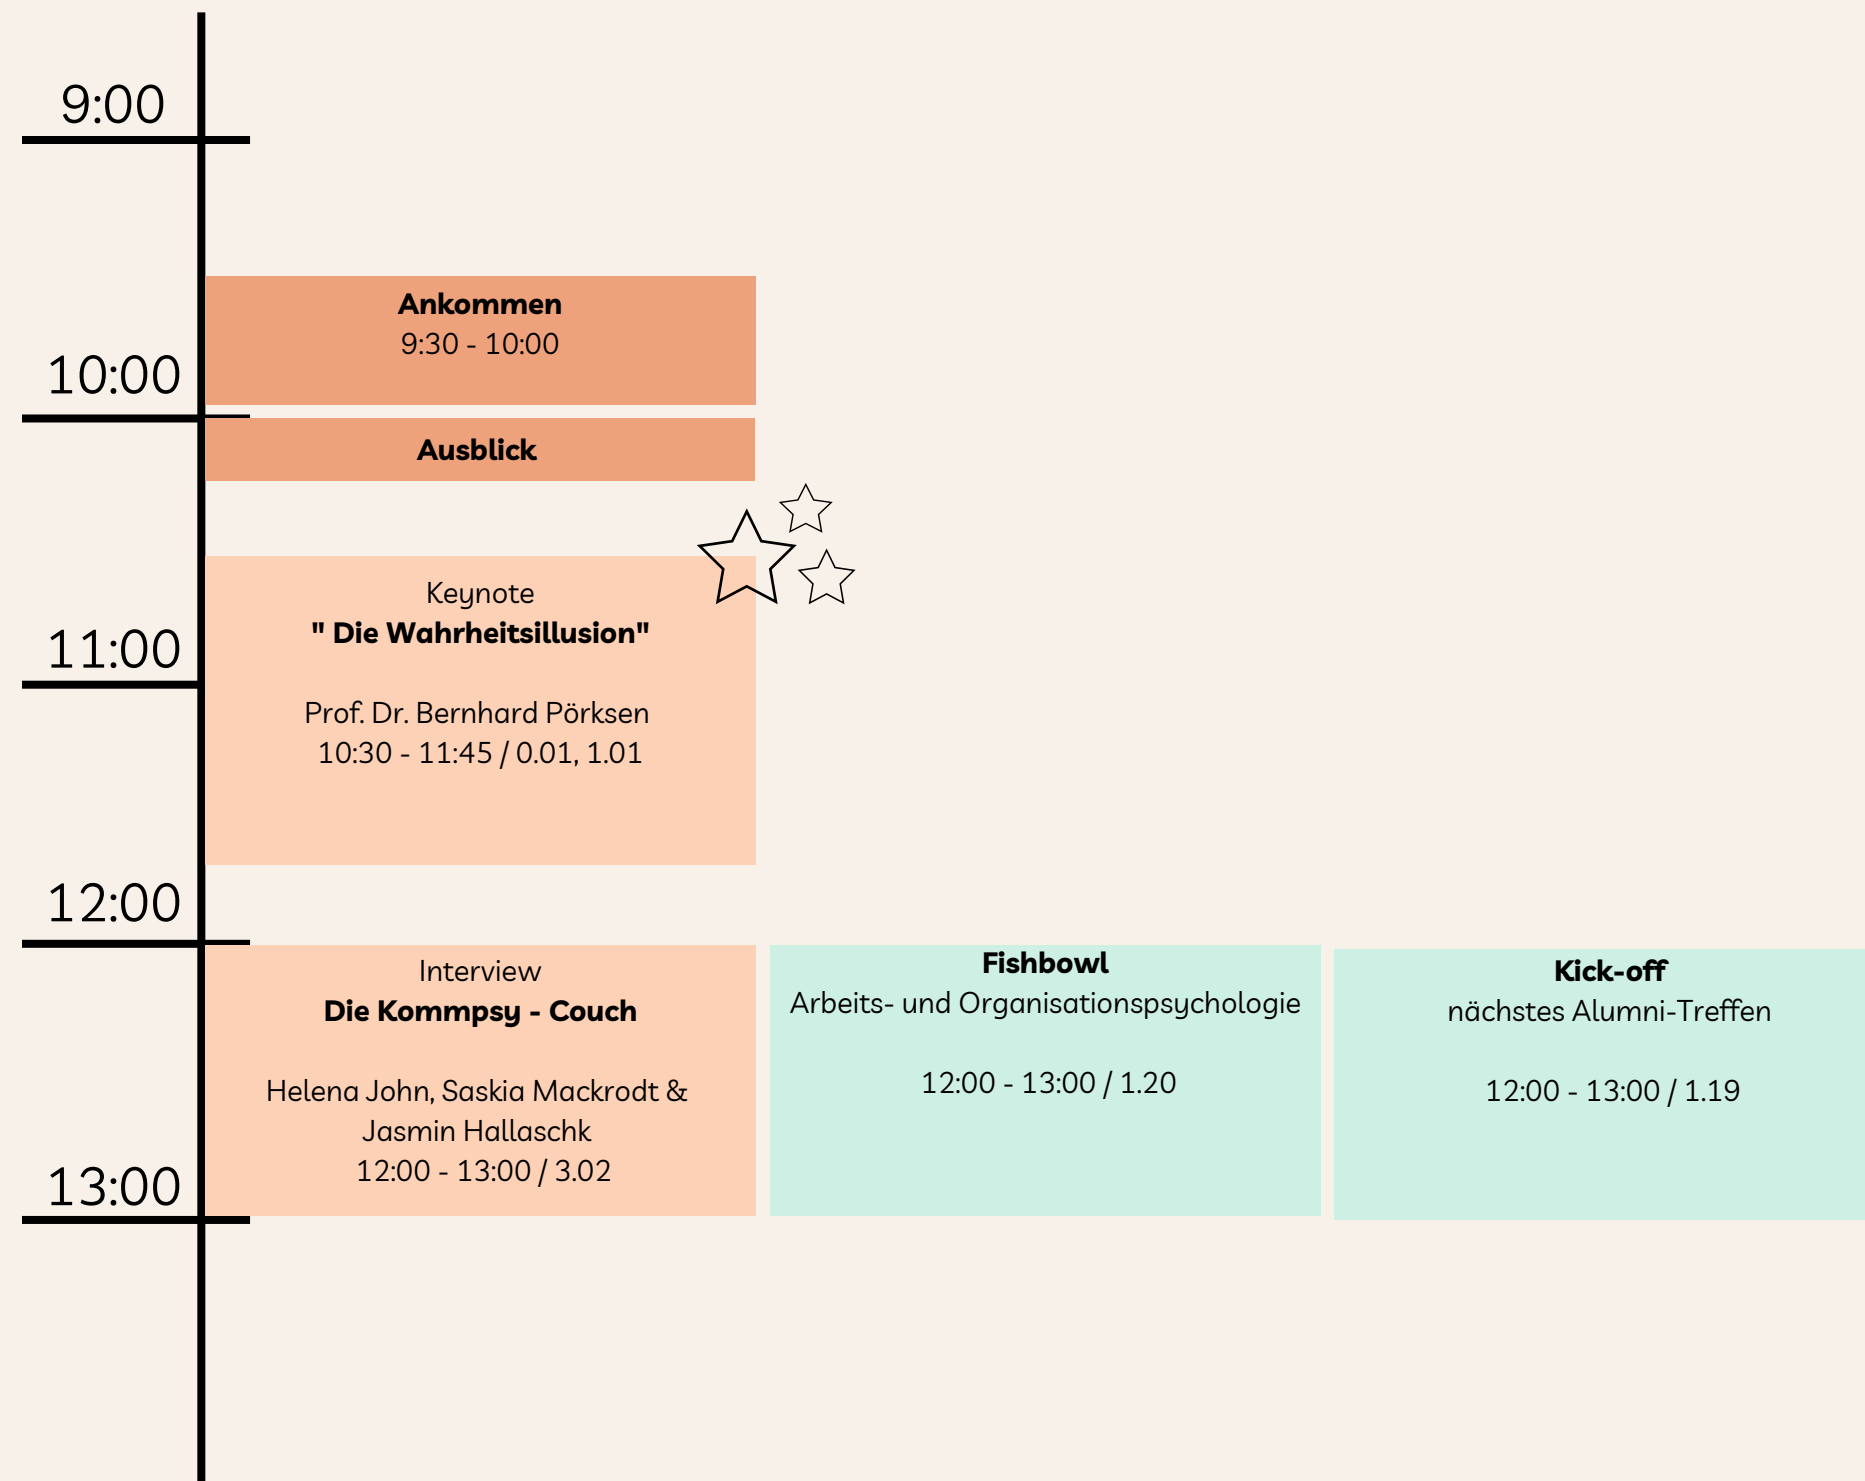 9:00
Ankommen
9:30 - 10:00
10:00
Ausblick
Keynote
" Die Wahrheitsillusion"
11:00
Prof. Dr. Bernhard Pörksen
10:30 - 11:45 / 0.01, 1.01
12:00
Interview
Die Kommpsy - Couch
Helena John, Saskia Mackrodt &
Jasmin Hallaschk
12:00 - 13:00 / 3.02
Fishbowl
Arbeits- und Organisationspsychologie
12:00 - 13:00 / 1.20
Kick-off
nächstes Alumni-Treffen
12:00 - 13:00 / 1.19
13:00